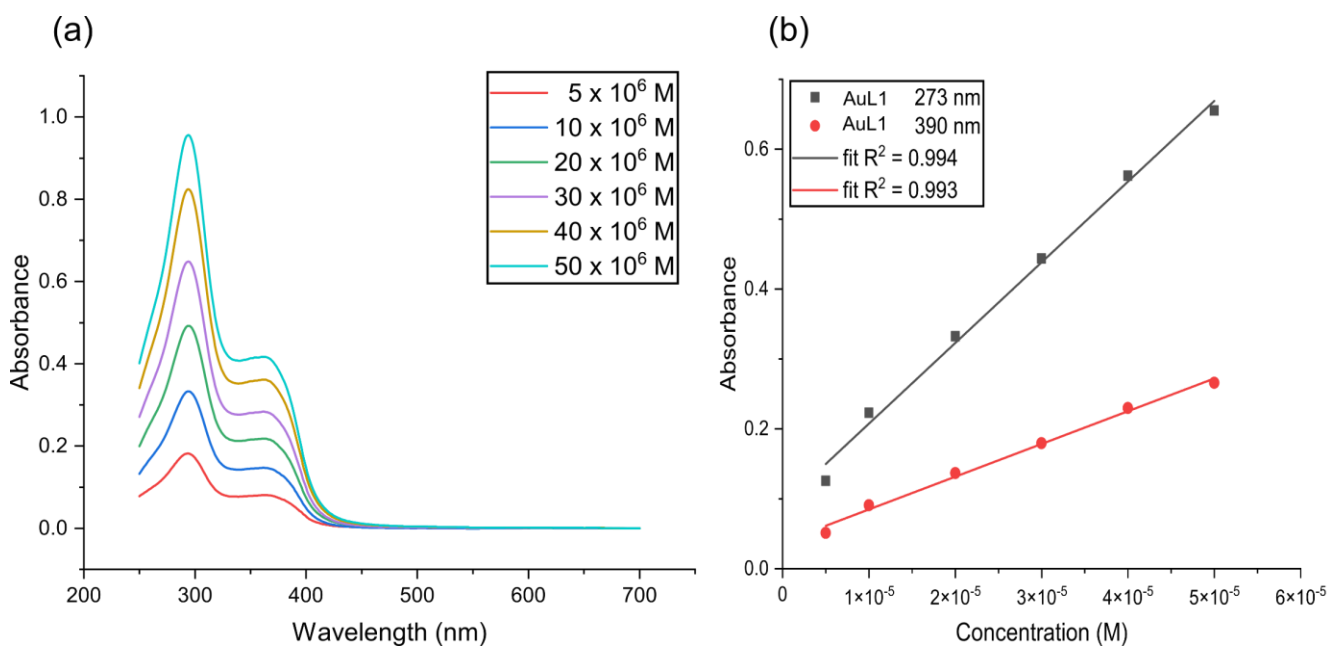 (a)
1.0
0.8
0.6
0.4
0.2
0.0
Absorbance
5 x 10⁶ M
10 x 10⁶ M
20 x 10⁶ M
30 x 10⁶ M
40 x 10⁶ M
50 x 10⁶ M
200 300 400 500 600 700
Wavelength (nm)
(b)
0.6
0.4
0.2
0.0
Absorbance
AuL1 273 nm
AuL1 390 nm
fit R² = 0.994
fit R² = 0.993
0 1×10⁻⁵ 2×10⁻⁵ 3×10⁻⁵ 4×10⁻⁵ 5×10⁻⁵ 6×10⁻⁵
Concentration (M)